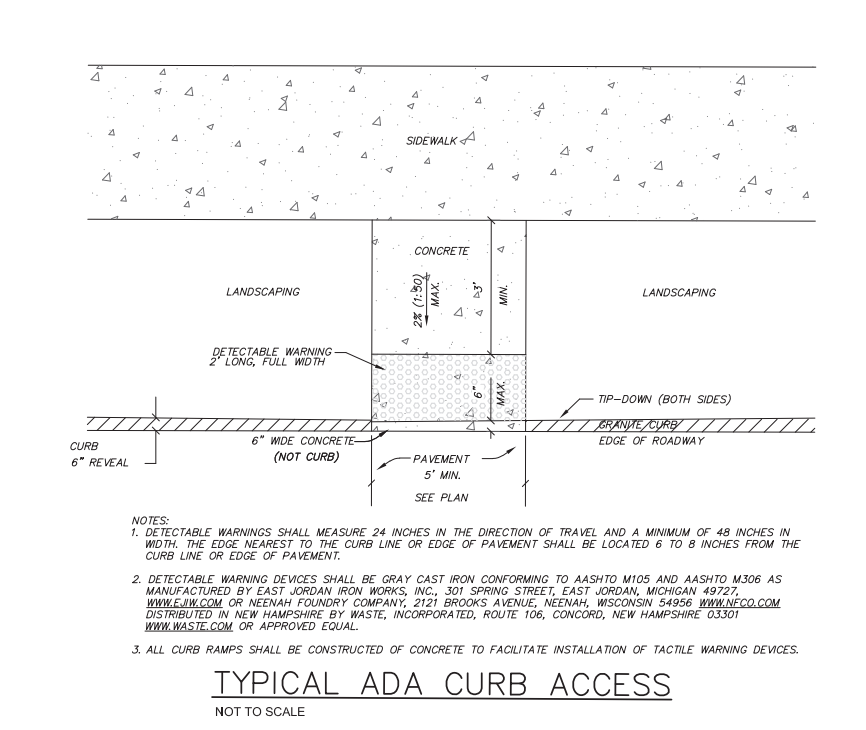 SIDEWALK
CONCRETE
2% (1:50)
MAX.
3'
MIN.
LANDSCAPING
LANDSCAPING
DETECTABLE WARNING
2' LONG, FULL WIDTH
6"
MAX.
TIP-DOWN (BOTH SIDES)
GRANITE CURB
EDGE OF ROADWAY
CURB
6" REVEAL
6" WIDE CONCRETE
(NOT CURB)
PAVEMENT
5' MIN.
SEE PLAN
NOTES:
1. DETECTABLE WARNINGS SHALL MEASURE 24 INCHES IN THE DIRECTION OF TRAVEL AND A MINIMUM OF 48 INCHES IN
WIDTH. THE EDGE NEAREST TO THE CURB LINE OR EDGE OF PAVEMENT SHALL BE LOCATED 6 TO 8 INCHES FROM THE
CURB LINE OR EDGE OF PAVEMENT.
2. DETECTABLE WARNING DEVICES SHALL BE GRAY CAST IRON CONFORMING TO AASHTO M105 AND AASHTO M306 AS
MANUFACTURED BY EAST JORDAN IRON WORKS, INC., 301 SPRING STREET, EAST JORDAN, MICHIGAN 49727,
WWW.EJIW.COM OR NEENAH FOUNDRY COMPANY, 2121 BROOKS AVENUE, NEENAH, WISCONSIN 54956 WWW.NFCO.COM
DISTRIBUTED IN NEW HAMPSHIRE BY WASTE, INCORPORATED, ROUTE 106, CONCORD, NEW HAMPSHIRE 03301
WWW.WASTE.COM OR APPROVED EQUAL.
3. ALL CURB RAMPS SHALL BE CONSTRUCTED OF CONCRETE TO FACILITATE INSTALLATION OF TACTILE WARNING DEVICES.
TYPICAL ADA CURB ACCESS
NOT TO SCALE